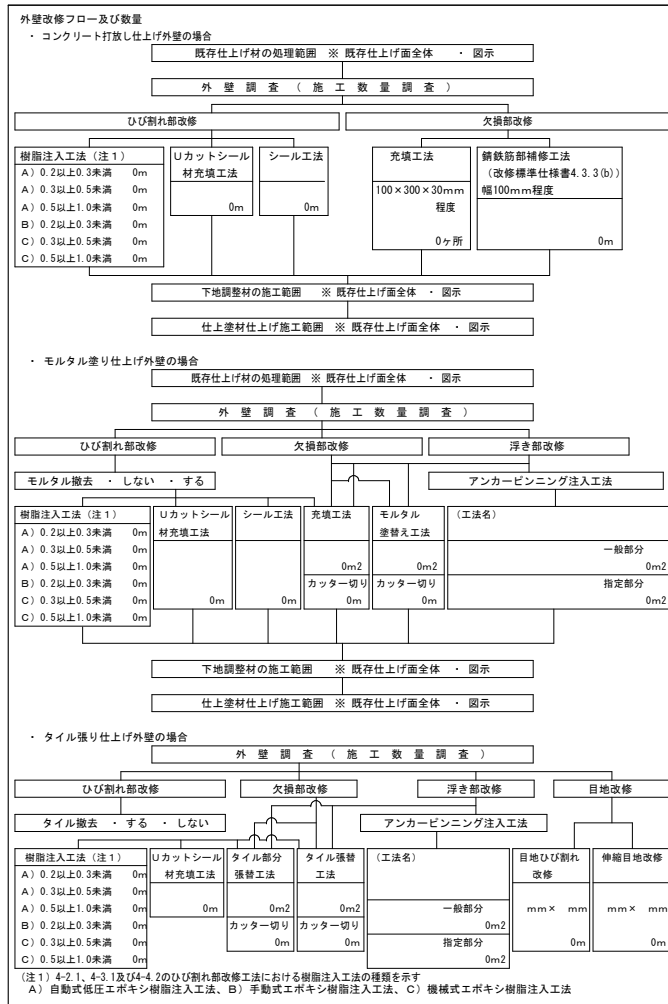 外壁改修フロー及び数量
・ コンクリート打放し仕上げ外壁の場合
既存仕上げ材の処理範囲 ※ 既存仕上げ面全体 ・ 図示
外 壁 調 査 ( 施 工 数 量 調 査 )
ひび割れ部改修
欠損部改修
樹脂注入工法(注1)
A)0.2以上0.3未満 0m
A)0.3以上0.5未満 0m
A)0.5以上1.0未満 0m
B)0.2以上0.3未満 0m
C)0.3以上0.5未満 0m
C)0.5以上1.0未満 0m
Uカットシール
材充填工法
0m
シール工法
0m
充填工法
100×300×30mm
程度
0ヶ所
錆鉄筋部補修工法
(改修標準仕様書4.3.3(b))
幅100mm程度
0m
下地調整材の施工範囲 ※ 既存仕上げ面全体 ・ 図示
仕上塗材仕上げ施工範囲 ※ 既存仕上げ面全体 ・ 図示
・ モルタル塗り仕上げ外壁の場合
既存仕上げ材の処理範囲 ※ 既存仕上げ面全体 ・ 図示
外 壁 調 査 ( 施 工 数 量 調 査 )
ひび割れ部改修
欠損部改修
浮き部改修
モルタル撤去 ・ しない ・ する
アンカーピンニング注入工法
樹脂注入工法(注1)
A)0.2以上0.3未満 0m
A)0.3以上0.5未満 0m
A)0.5以上1.0未満 0m
B)0.2以上0.3未満 0m
C)0.3以上0.5未満 0m
C)0.5以上1.0未満 0m
Uカットシール
材充填工法
0m
シール工法
0m
充填工法
0m2
カッター切り
0m
モルタル
塗替え工法
0m2
カッター切り
0m
(工法名)
一般部分
0m2
指定部分
0m2
下地調整材の施工範囲 ※ 既存仕上げ面全体 ・ 図示
仕上塗材仕上げ施工範囲 ※ 既存仕上げ面全体 ・ 図示
・ タイル張り仕上げ外壁の場合
外 壁 調 査 ( 施 工 数 量 調 査 )
ひび割れ部改修
欠損部改修
浮き部改修
目地改修
タイル撤去 ・ する ・ しない
アンカーピンニング注入工法
樹脂注入工法(注1)
A)0.2以上0.3未満 0m
A)0.3以上0.5未満 0m
A)0.5以上1.0未満 0m
B)0.2以上0.3未満 0m
C)0.3以上0.5未満 0m
C)0.5以上1.0未満 0m
Uカットシール
材充填工法
0m
タイル部分
張替工法
0m2
カッター切り
0m
タイル張替
工法
0m2
カッター切り
0m
(工法名)
一般部分
0m2
指定部分
0m2
目地ひび割れ
改修
mm× mm
0m
伸縮目地改修
mm× mm
0m
(注1)4-2.1、4-3.1及び4-4.2のひび割れ部改修工法における樹脂注入工法の種類を示す
A)自動式低圧エポキシ樹脂注入工法、B)手動式エポキシ樹脂注入工法、C)機械式エポキシ樹脂注入工法